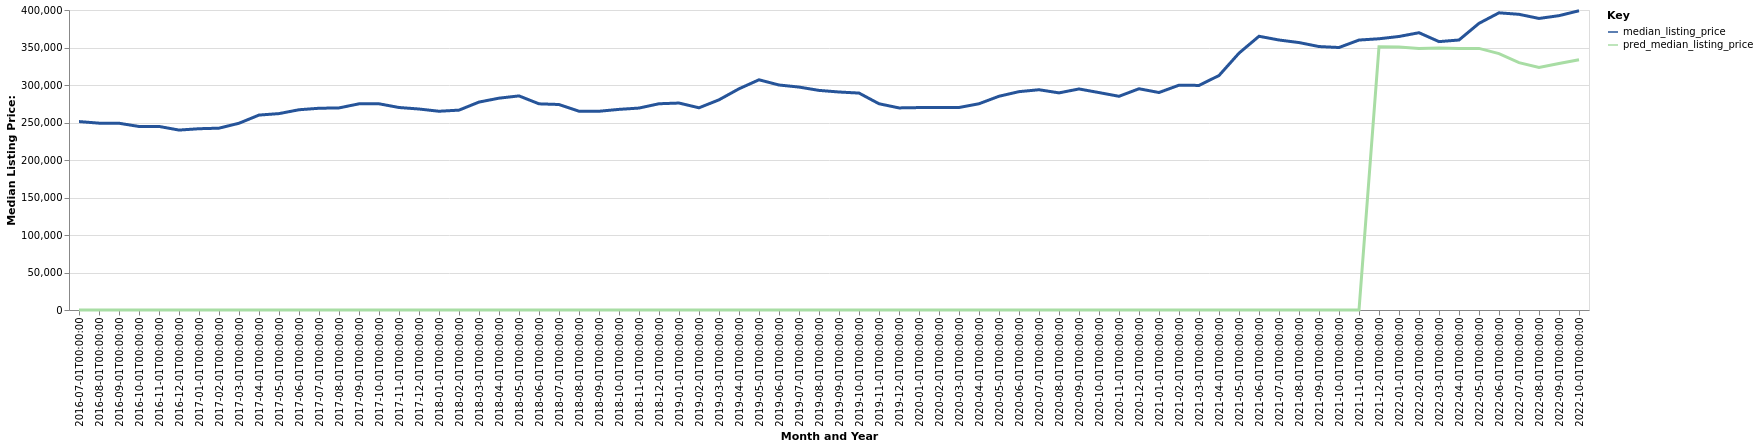 400,000
350,000
300,000
250,000
200,000
150,000
100,000
50,000
0
Median Listing Price:
2016-07-01T00:00:00
2016-08-01T00:00:00
2016-09-01T00:00:00
2016-10-01T00:00:00
2016-11-01T00:00:00
2016-12-01T00:00:00
2017-01-01T00:00:00
2017-02-01T00:00:00
2017-03-01T00:00:00
2017-04-01T00:00:00
2017-05-01T00:00:00
2017-06-01T00:00:00
2017-07-01T00:00:00
2017-08-01T00:00:00
2017-09-01T00:00:00
2017-10-01T00:00:00
2017-11-01T00:00:00
2017-12-01T00:00:00
2018-01-01T00:00:00
2018-02-01T00:00:00
2018-03-01T00:00:00
2018-04-01T00:00:00
2018-05-01T00:00:00
2018-06-01T00:00:00
2018-07-01T00:00:00
2018-08-01T00:00:00
2018-09-01T00:00:00
2018-10-01T00:00:00
2018-11-01T00:00:00
2018-12-01T00:00:00
2019-01-01T00:00:00
2019-02-01T00:00:00
2019-03-01T00:00:00
2019-04-01T00:00:00
2019-05-01T00:00:00
2019-06-01T00:00:00
2019-07-01T00:00:00
2019-08-01T00:00:00
2019-09-01T00:00:00
2019-10-01T00:00:00
2019-11-01T00:00:00
2019-12-01T00:00:00
2020-01-01T00:00:00
2020-02-01T00:00:00
2020-03-01T00:00:00
2020-04-01T00:00:00
2020-05-01T00:00:00
2020-06-01T00:00:00
2020-07-01T00:00:00
2020-08-01T00:00:00
2020-09-01T00:00:00
2020-10-01T00:00:00
2020-11-01T00:00:00
2020-12-01T00:00:00
2021-01-01T00:00:00
2021-02-01T00:00:00
2021-03-01T00:00:00
2021-04-01T00:00:00
2021-05-01T00:00:00
2021-06-01T00:00:00
2021-07-01T00:00:00
2021-08-01T00:00:00
2021-09-01T00:00:00
2021-10-01T00:00:00
2021-11-01T00:00:00
2021-12-01T00:00:00
2022-01-01T00:00:00
2022-02-01T00:00:00
2022-03-01T00:00:00
2022-04-01T00:00:00
2022-05-01T00:00:00
2022-06-01T00:00:00
2022-07-01T00:00:00
2022-08-01T00:00:00
2022-09-01T00:00:00
2022-10-01T00:00:00
Month and Year
Key
median_listing_price
pred_median_listing_price